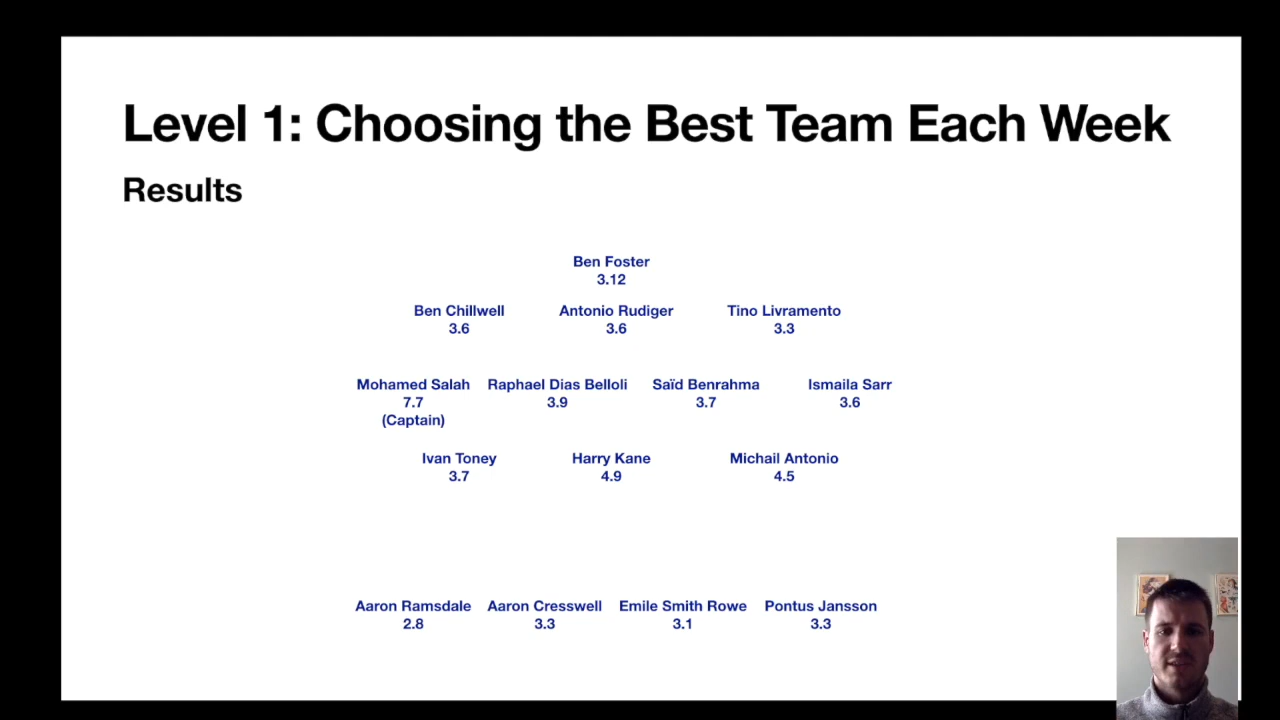 Level 1: Choosing the Best Team Each Week
Results
Ben Foster
3.12
Ben Chillwell Antonio Rudiger Tino Livramento
3.6 3.6 3.3
Mohamed Salah Raphael Dias Belloli Saïd Benrahma Ismaila Sarr
7.7 3.9 3.7 3.6
(Captain)
Ivan Toney Harry Kane Michail Antonio
3.7 4.9 4.5
Aaron Ramsdale Aaron Cresswell Emile Smith Rowe Pontus Jansson
2.8 3.3 3.1 3.3